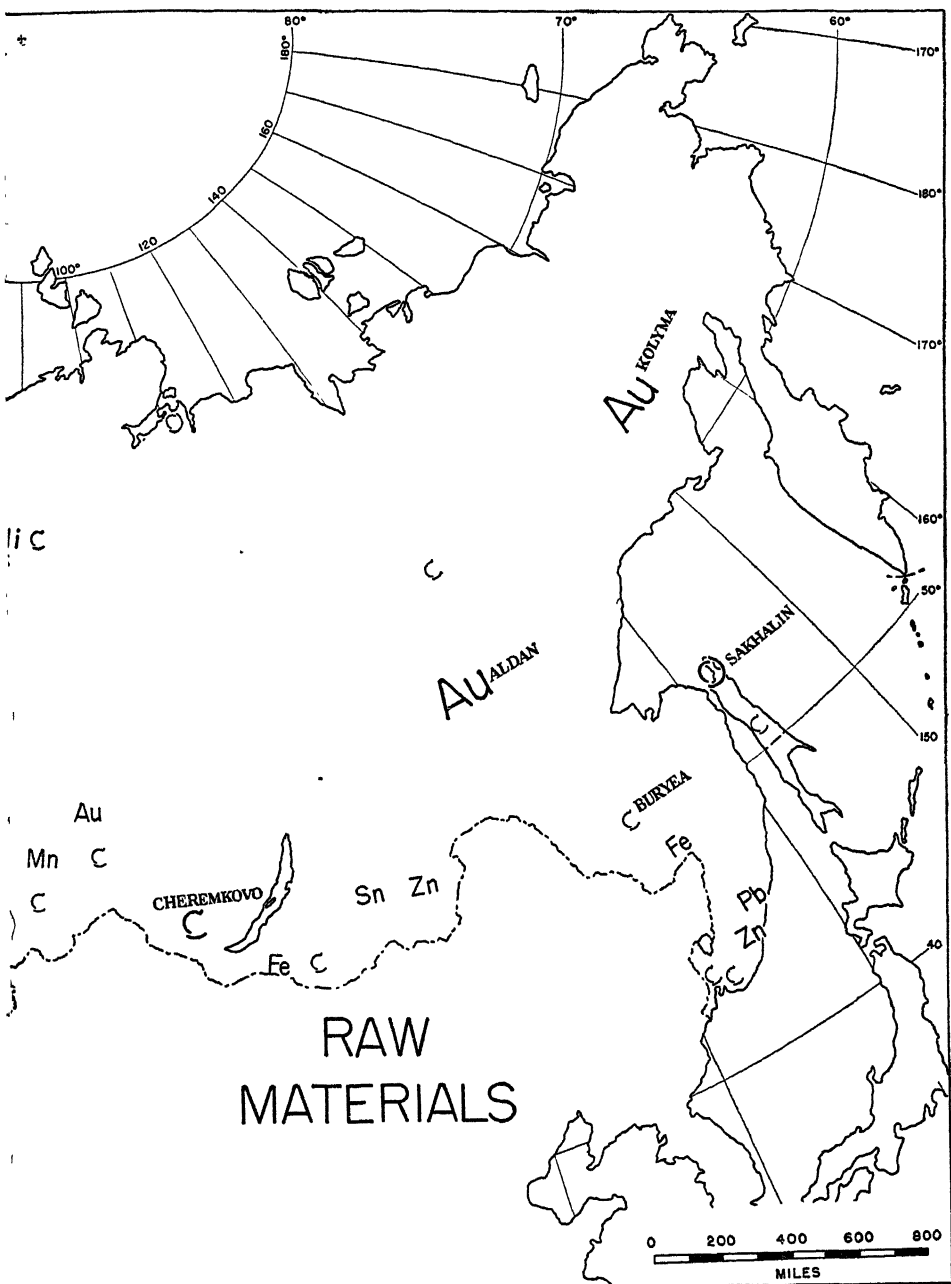 80° 70° 60°
180° 170°
160
140 180°
120
100°
170°
KOLYMA
Au
160°
C
C 50°
SAKHALIN
ALDAN
Au
C 150
BURYEA
C
Au
Fe
Mn C
Sn Zn
CHEREMKOVO Pb
C C
Zn
40
Fe C C C
RAW
MATERIALS
0 200 400 600 800
MILES